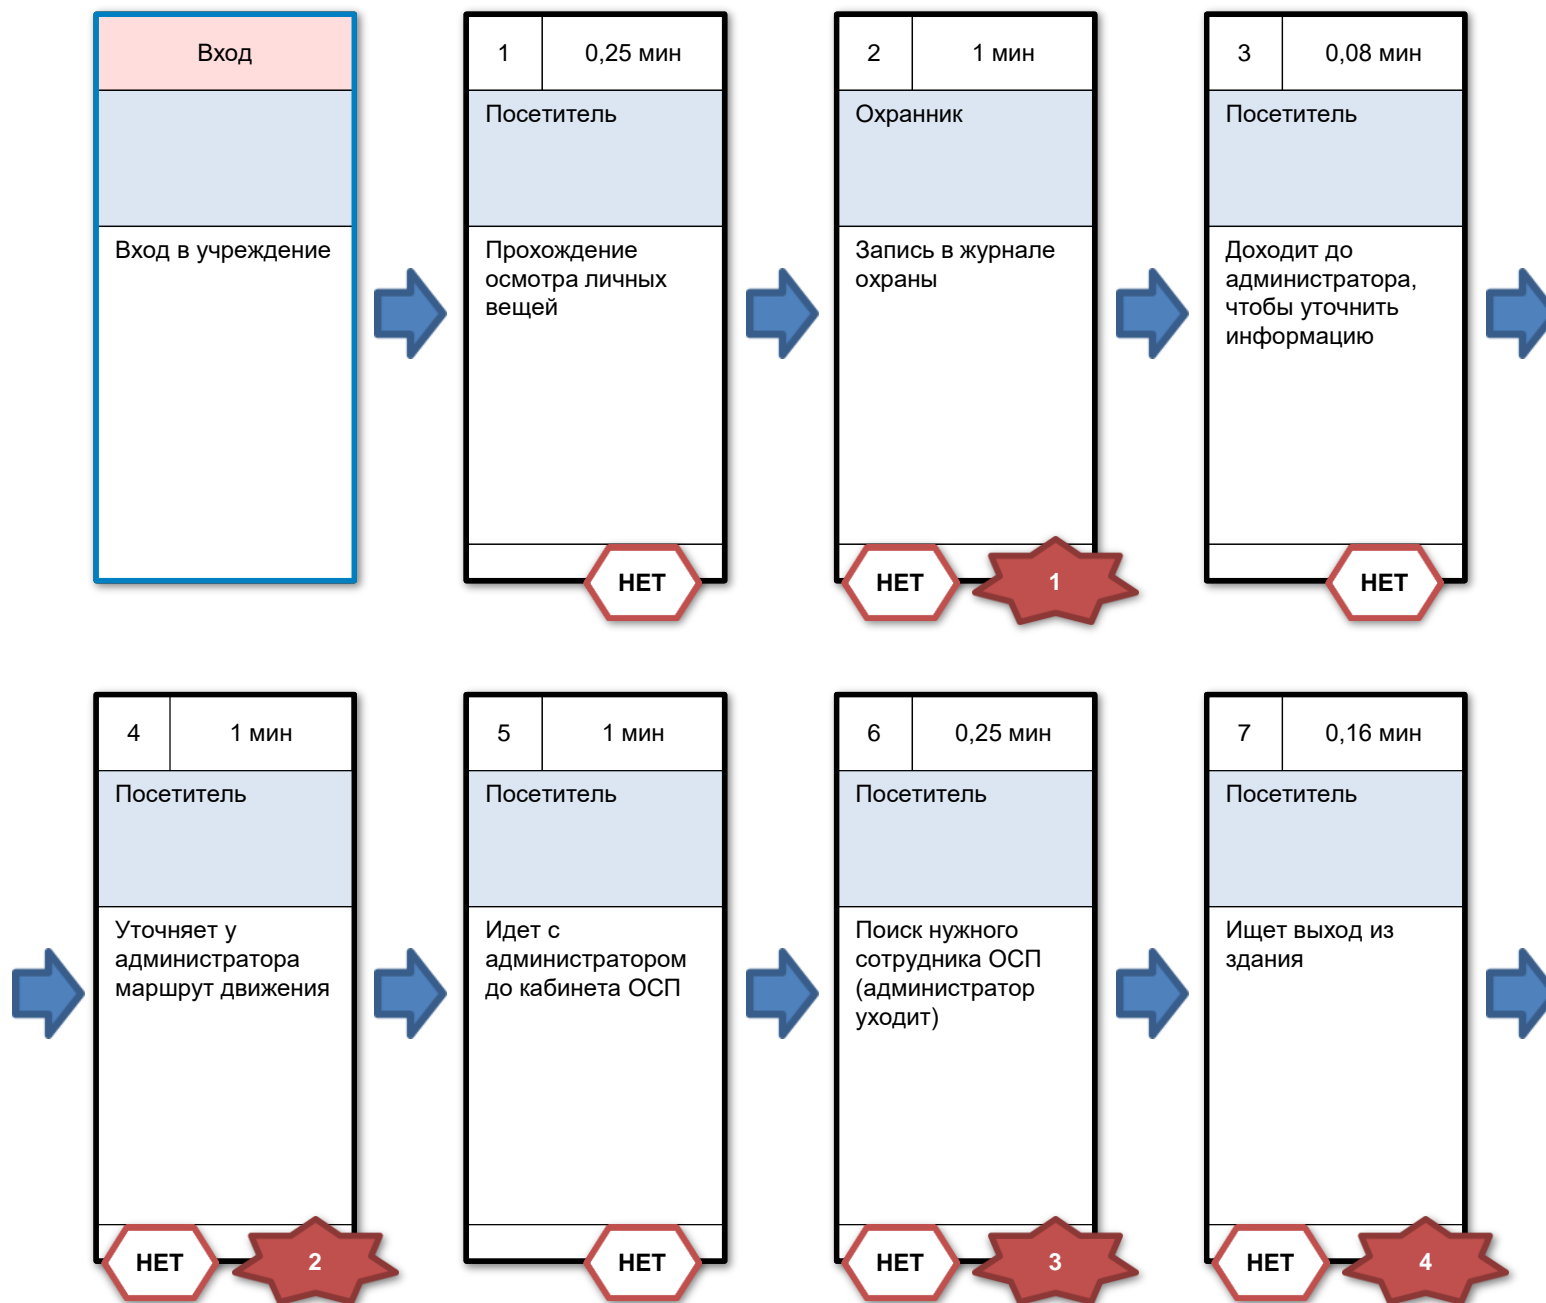 Вход
1
0,25 мин
2
1 мин
3
0,08 мин
Посетитель
Охранник
Посетитель
Вход в учреждение
Прохождение
осмотра личных
вещей
Запись в журнале
охраны
Доходит до
администратора,
чтобы уточнить
информацию
НЕТ
НЕТ
1
НЕТ
4
1 мин
5
1 мин
6
0,25 мин
7
0,16 мин
Посетитель
Посетитель
Посетитель
Посетитель
Уточняет у
администратора
маршрут движения
Идет с
администратором
до кабинета ОСП
Поиск нужного
сотрудника ОСП
(администратор
уходит)
Ищет выход из
здания
НЕТ
2
НЕТ
НЕТ
3
НЕТ
4